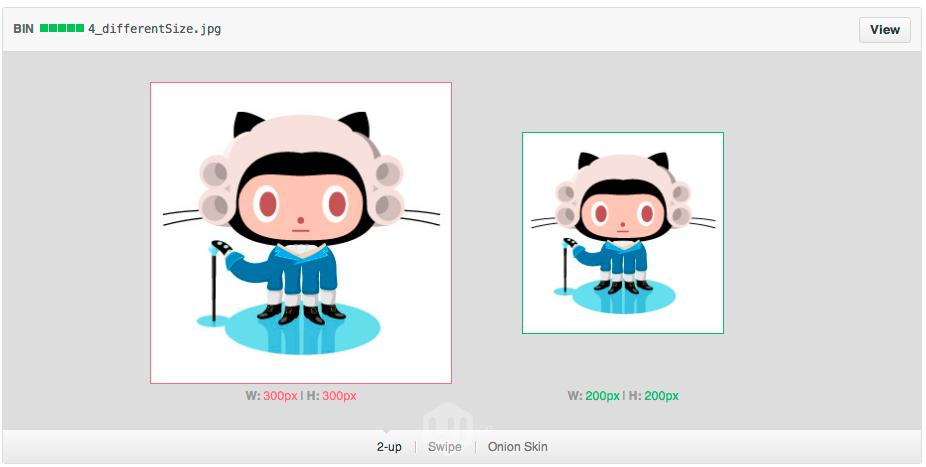 BIN 4_differentSize.jpg View
W: 300px | H: 300px W: 200px | H: 200px
2-up | Swipe | Onion Skin